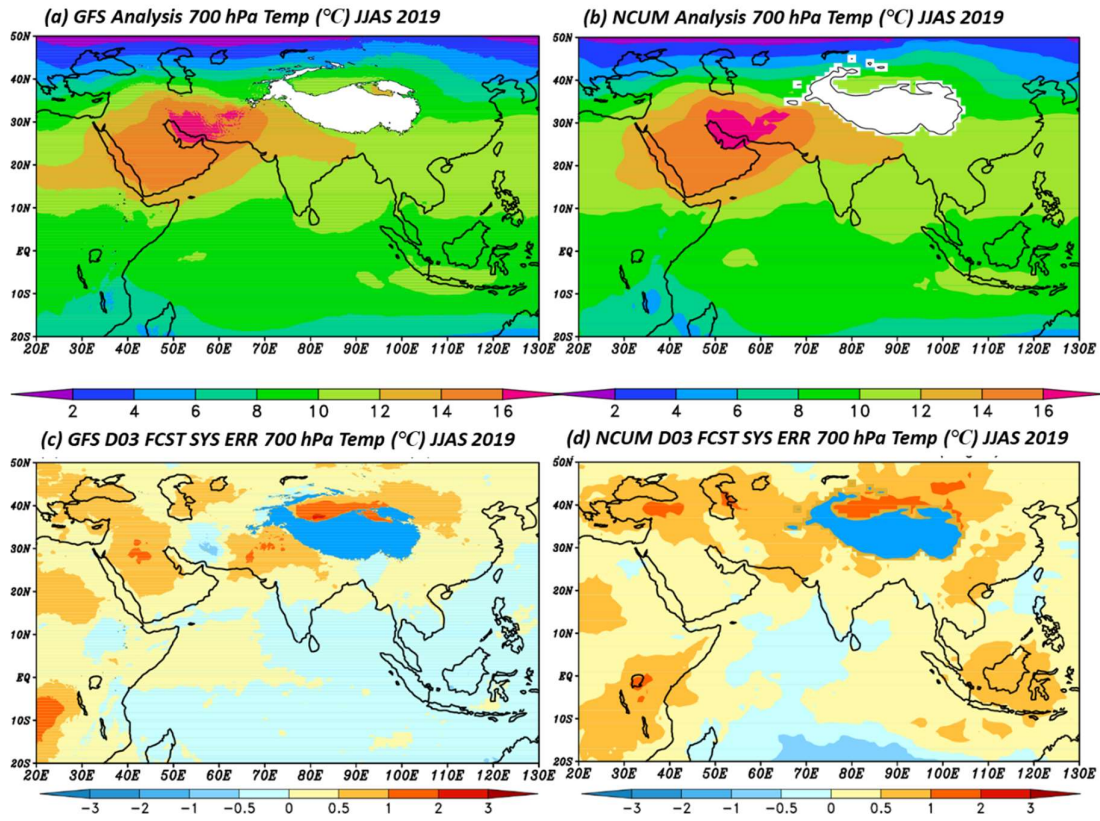 (a) GFS Analysis 700 hPa Temp (°C) JJAS 2019
50N
40N
30N
20N
10N
EQ
10S
20S
20E 30E 40E 50E 60E 70E 80E 90E 100E 110E 120E 130E
2 4 6 8 10 12 14 16
(b) NCUM Analysis 700 hPa Temp (°C) JJAS 2019
50N
40N
30N
20N
10N
EQ
10S
20S
20E 30E 40E 50E 60E 70E 80E 90E 100E 110E 120E 130E
2 4 6 8 10 12 14 16
(c) GFS D03 FCST SYS ERR 700 hPa Temp (°C) JJAS 2019
50N
40N
30N
20N
10N
EQ
10S
20S
20E 30E 40E 50E 60E 70E 80E 90E 100E 110E 120E 130E
−3 −2 −1 −0.5 0 0.5 1 2 3
(d) NCUM D03 FCST SYS ERR 700 hPa Temp (°C) JJAS 2019
50N
40N
30N
20N
10N
EQ
10S
20S
20E 30E 40E 50E 60E 70E 80E 90E 100E 110E 120E 130E
−3 −2 −1 −0.5 0 0.5 1 2 3